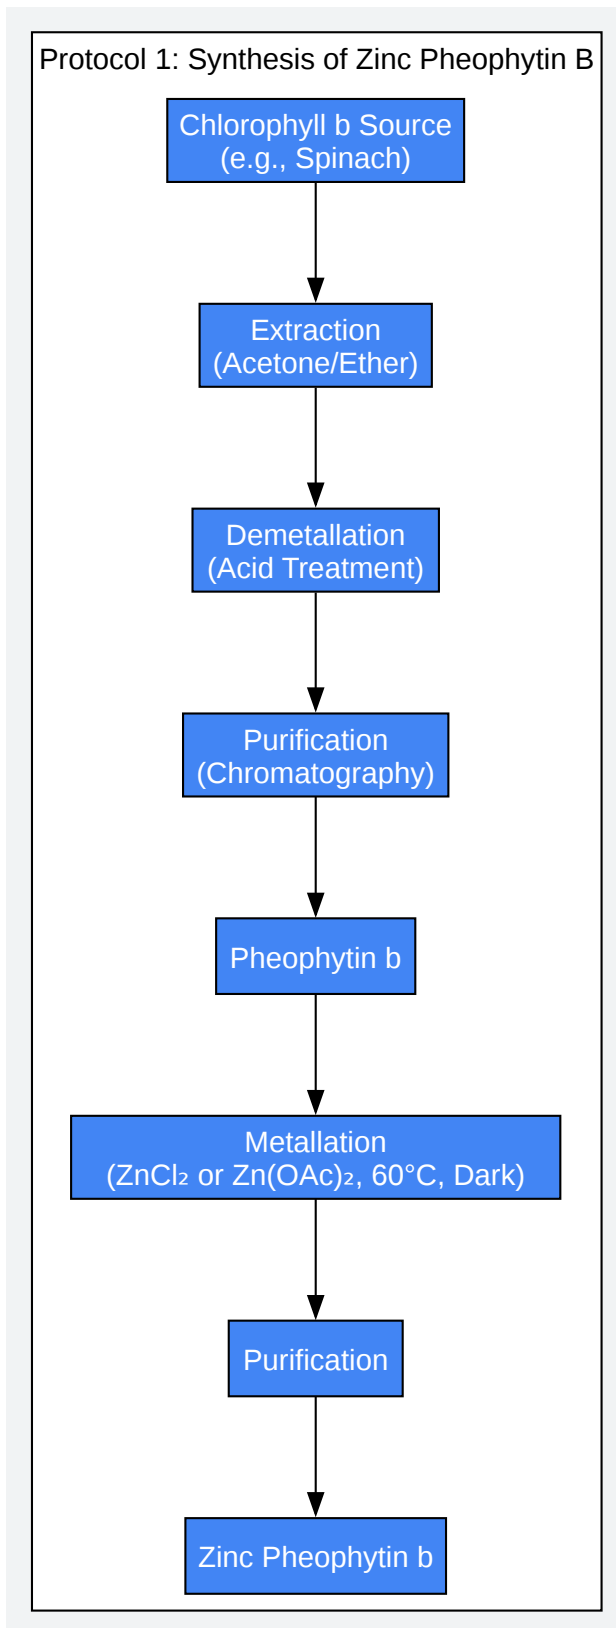 Protocol 1: Synthesis of Zinc Pheophytin B
Chlorophyll b Source
(e.g., Spinach)
Extraction
(Acetone/Ether)
Demetallation
(Acid Treatment)
Purification
(Chromatography)
Pheophytin b
Metallation
(ZnCl₂ or Zn(OAc)₂, 60°C, Dark)
Purification
Zinc Pheophytin b